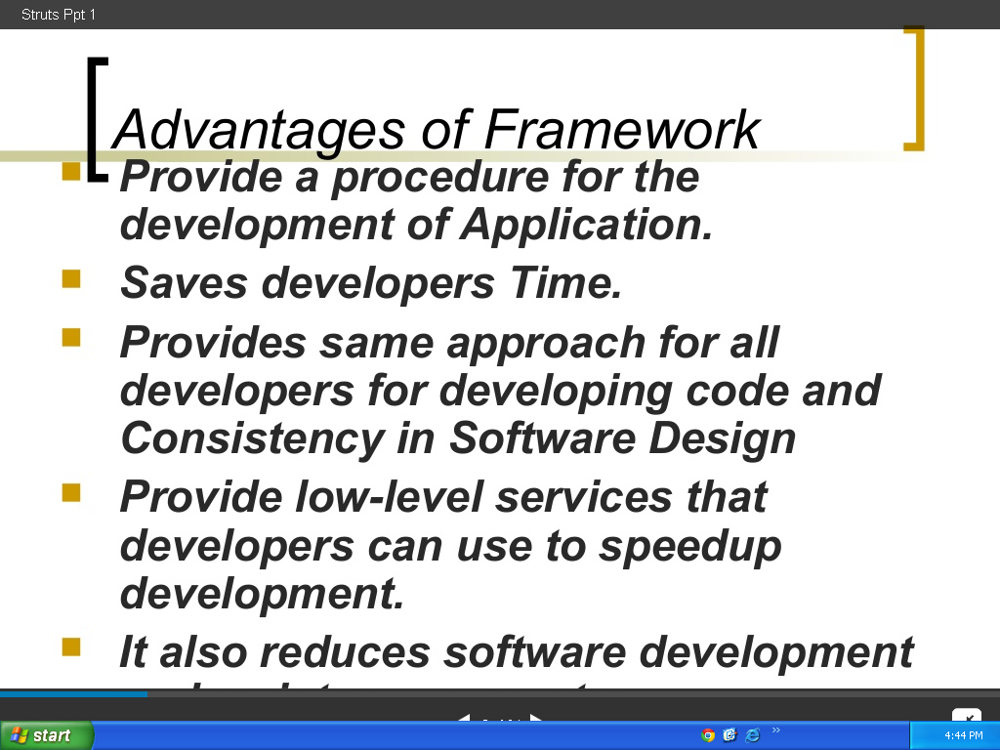 Struts Ppt 1
Advantages of Framework
Provide a procedure for the
development of Application.
Saves developers Time.
Provides same approach for all
developers for developing code and
Consistency in Software Design
Provide low-level services that
developers can use to speedup
development.
It also reduces software development
start
4:44 PM